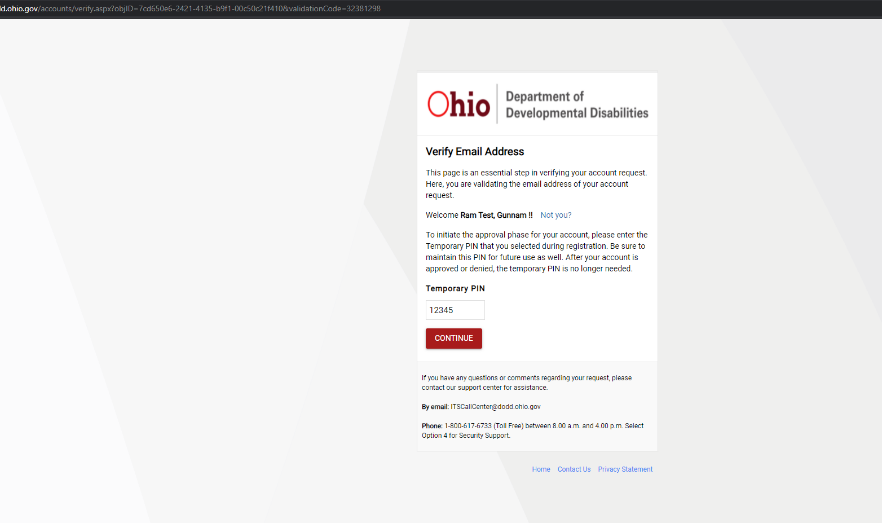 dd.ohio.gov/accounts/verify.aspx?objID=7cd650e6-2421-4135-b9f1-00c50c21f410&validationCode=32381298
Ohio
Department of
Developmental Disabilities
Verify Email Address
This page is an essential step in verifying your account request.
Here, you are validating the email address of your account
request.
Welcome Ram Test, Gunnam !! Not you?
To initiate the approval phase for your account, please enter the
Temporary PIN that you selected during registration. Be sure to
maintain this PIN for future use as well. After your account is
approved or denied, the temporary PIN is no longer needed.
Temporary PIN
12345
CONTINUE
If you have any questions or comments regarding your request, please
contact our support center for assistance.
By email: ITSCallCenter@dodd.ohio.gov
Phone: 1-800-617-6733 (Toll Free) between 8.00 a.m. and 4.00 p.m. Select
Option 4 for Security Support.
Home Contact Us Privacy Statement